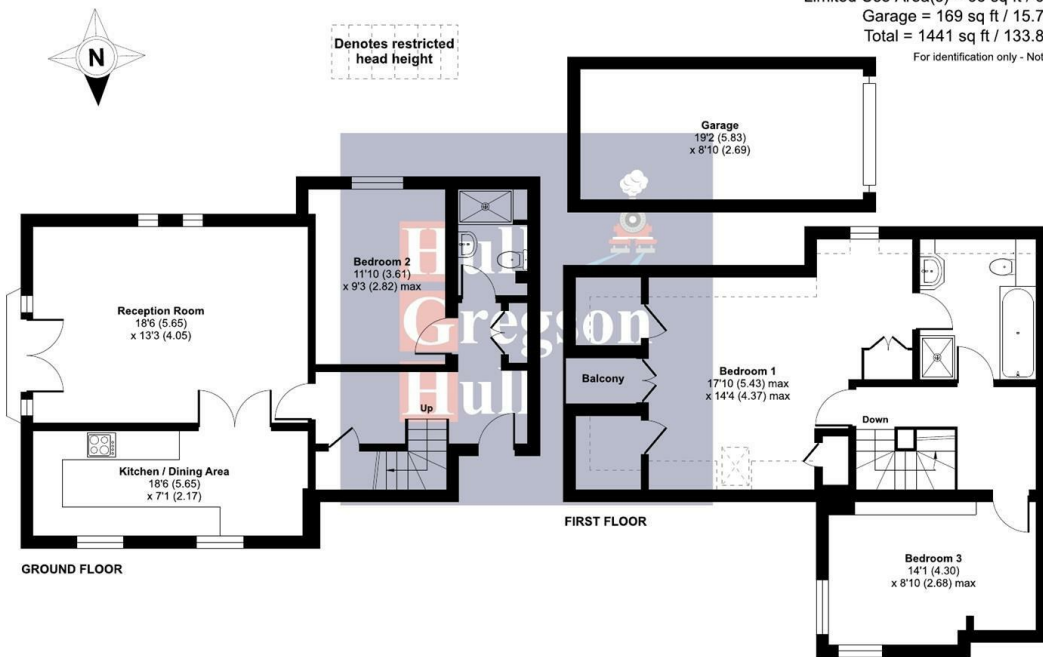 Garage = 169 sq ft / 15.7
Total = 1441 sq ft / 133.8
For identification only - Not
N
Denotes restricted
head height
Garage
19'2 (5.83)
x 8'10 (2.69)
Bedroom 2
11'10 (3.61)
x 9'3 (2.82) max
Reception Room
18'6 (5.65)
x 13'3 (4.05)
Hull
Gregson
Hull
Up
Kitchen / Dining Area
18'6 (5.65)
x 7'1 (2.17)
GROUND FLOOR
Balcony
Bedroom 1
17'10 (5.43) max
x 14'4 (4.37) max
Down
FIRST FLOOR
Bedroom 3
14'1 (4.30)
x 8'10 (2.68) max